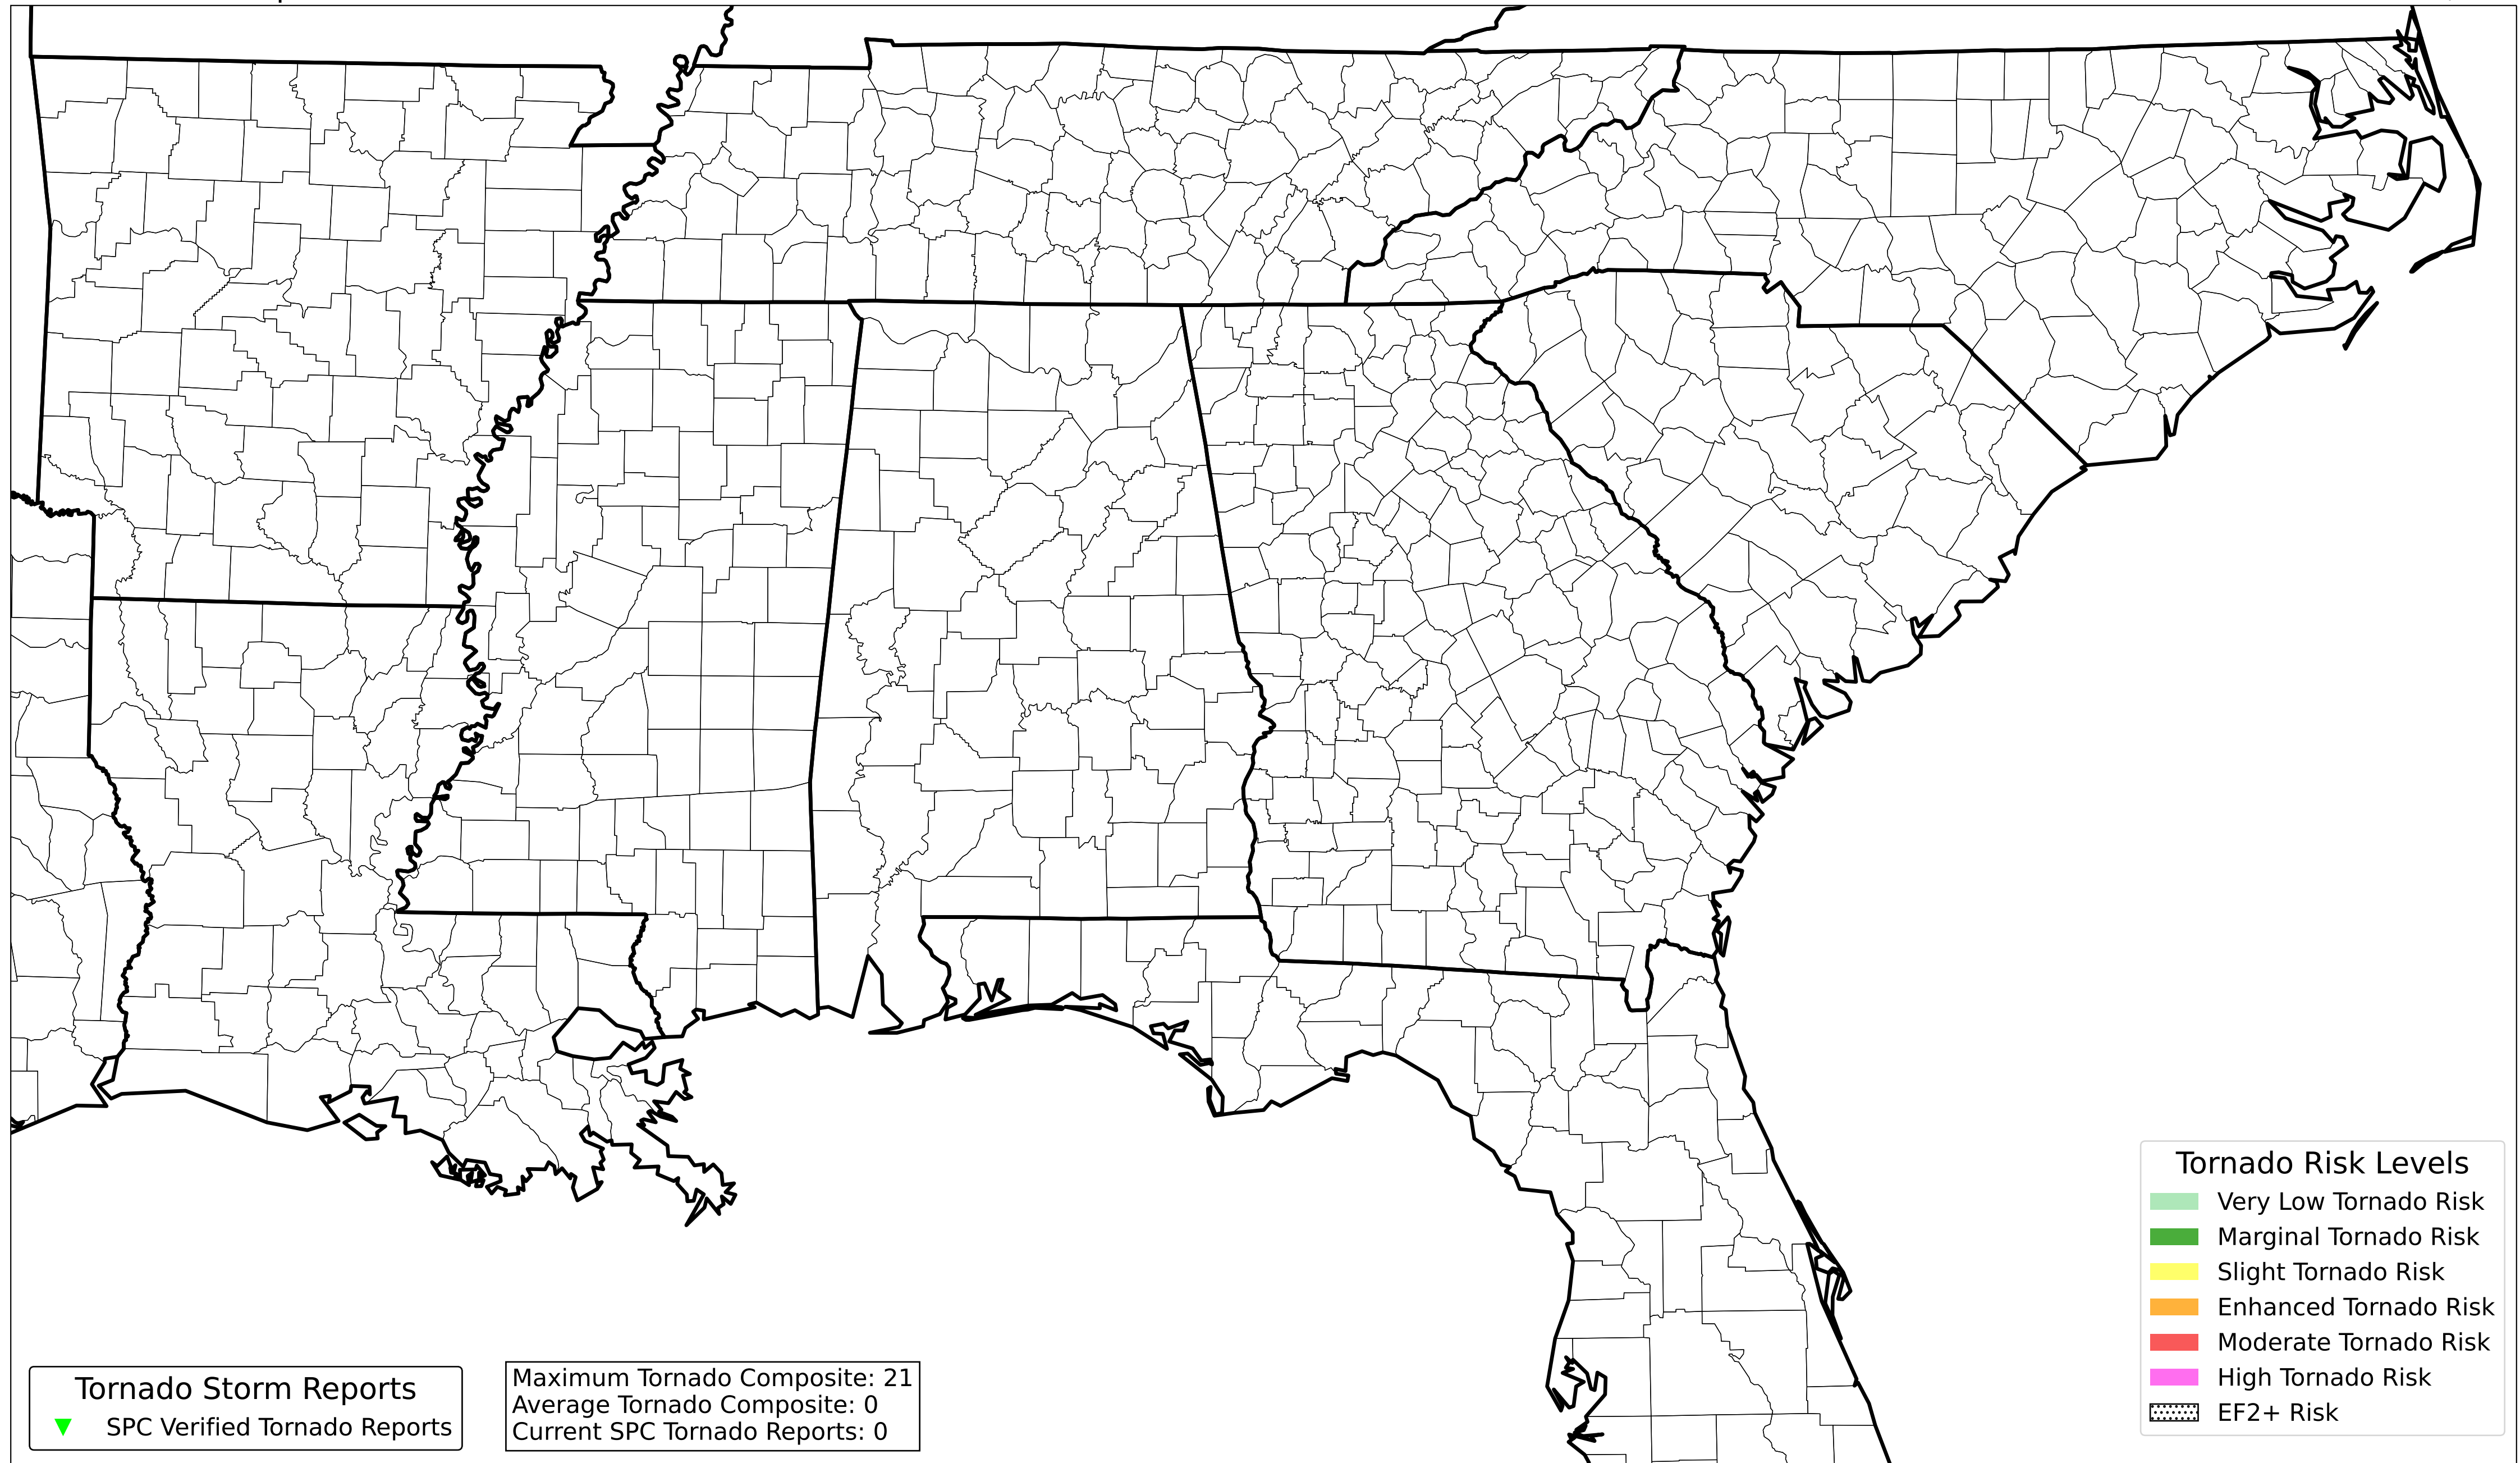 Tornado Risk Levels
Very Low Tornado Risk
Marginal Tornado Risk
Slight Tornado Risk
Enhanced Tornado Risk
Moderate Tornado Risk
High Tornado Risk
EF2+ Risk
Tornado Storm Reports
SPC Verified Tornado Reports
Maximum Tornado Composite: 21
Average Tornado Composite: 0
Current SPC Tornado Reports: 0